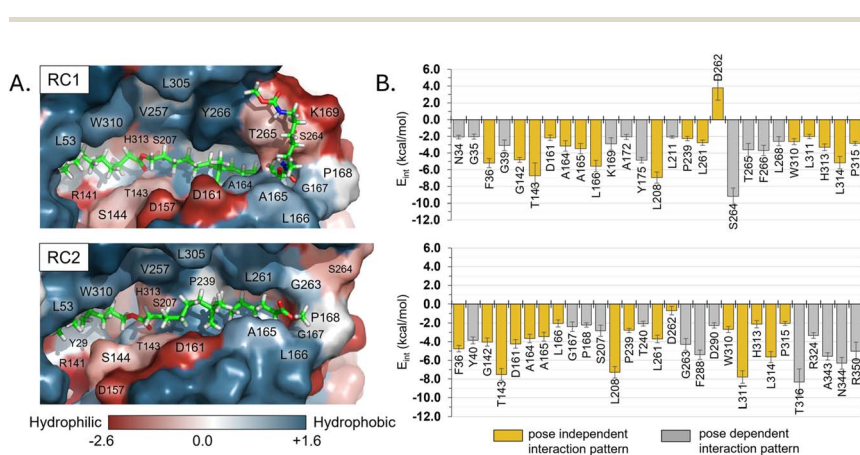 A.
RC1
L305
V257
Y266
K169
W310
T265
S264
L53
H313
S207
P168
R141
T143
A164
G167
D161
A165
S144
D157
L166
RC2
L305
S264
V257
L261
G263
P239
W310
H313
S207
L53
P168
G167
Y29
T143
A165
R141
S144
D161
L166
D157
Hydrophilic
Hydrophobic
-2.6
0.0
+1.6
B.
6.0
4.0
2.0
0.0
-2.0
-4.0
-6.0
-8.0
-10.0
-12.0
E_int (kcal/mol)
N34
G35
F36
G39
G142
T143
D161
A164
A165
L166
K169
A172
Y175
L208
L211
P239
L261
D262
S264
T265
F266
L268
W310
L311
H313
L314
P315
6.0
4.0
2.0
0.0
-2.0
-4.0
-6.0
-8.0
-10.0
-12.0
E_int (kcal/mol)
F36
Y40
G142
T143
D161
A164
A165
L166
G167
P168
S207
L208
P239
T240
L261
D262
G263
F288
D290
W310
L311
H313
L314
P315
T316
R324
A343
N344
R350
pose independent
interaction pattern
pose dependent
interaction pattern